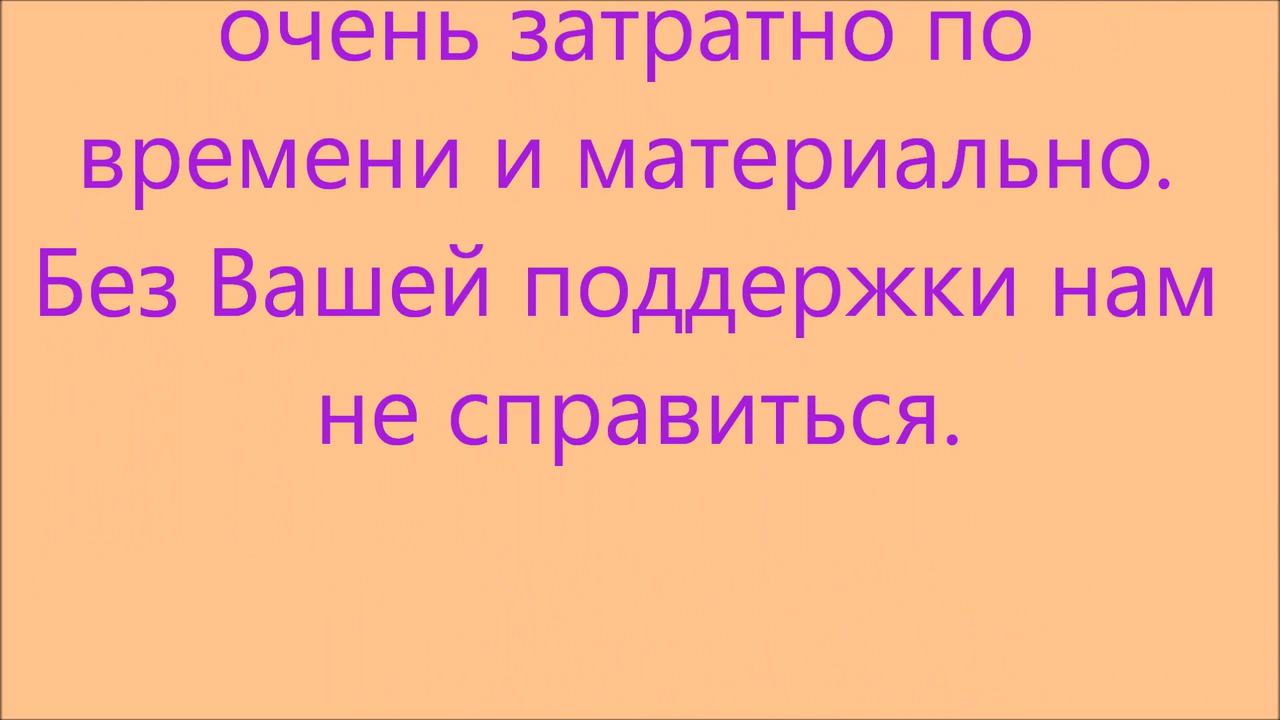 очень затратно по
времени и материально.
Без Вашей поддержки нам
не справиться.